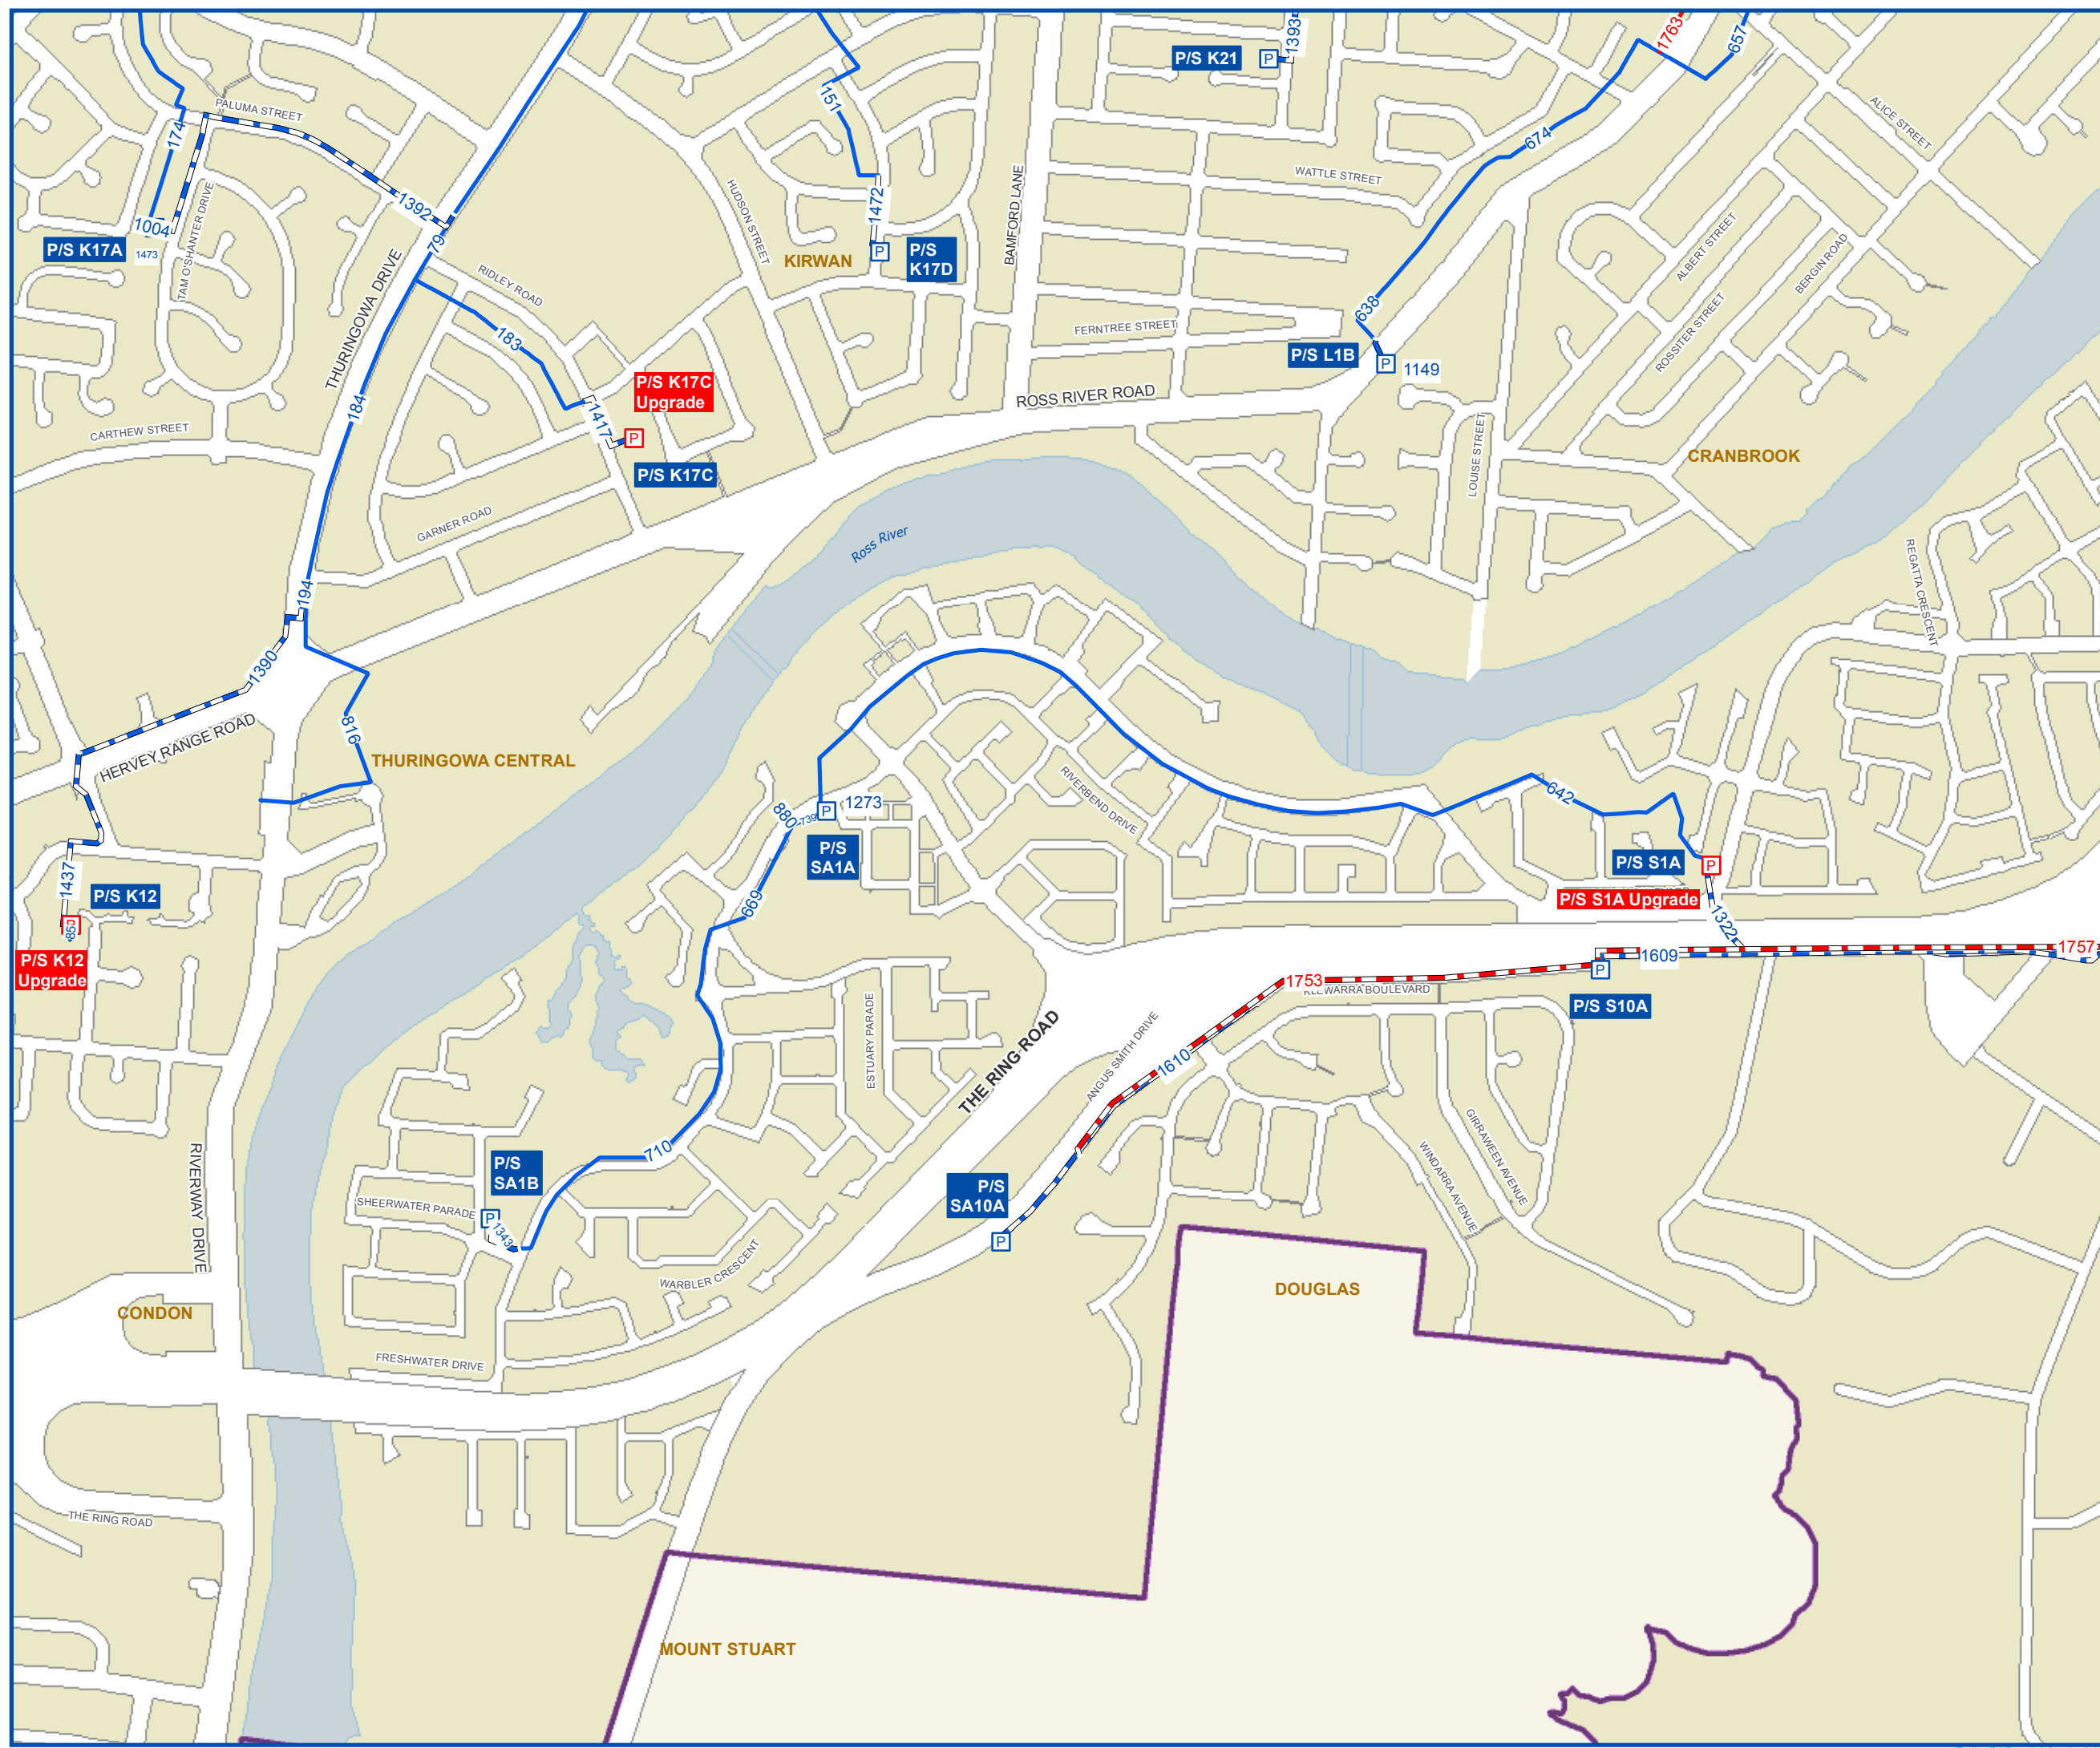 1763
657
1393
P/S K21
PALUMA STREET
174
151
ALICE STREET
674
WATTLE STREET
1392
1472
HUDSON STREET
BAMFORD LANE
TAM O'SHANTER DRIVE
1004
P/S K17A
1473
79
KIRWAN
P/S
K17D
ALBERT STREET
BERGIN ROAD
RIDLEY ROAD
THURINGOWA DRIVE
638
183
FERNTREE STREET
ROSSITER STREET
P/S L1B
1149
P/S K17C
Upgrade
184
1417
ROSS RIVER ROAD
CARTHEW STREET
P/S K17C
LOUISE STREET
CRANBROOK
GARNER ROAD
Ross River
REGATTA CRESCENT
194
1390
816
HERVEY RANGE ROAD
THURINGOWA CENTRAL
RIVERBEND DRIVE
642
1273
880
739
P/S
SA1A
P/S S1A
1437
P/S K12
669
P/S S1A Upgrade
853
1322
P/S K12
Upgrade
1609
1757
1753
P/S S10A
ESTUARY PARADE
THE RING ROAD
ANGUS SMITH DRIVE
1610
710
P/S
SA1B
GIRRAWEEN AVENUE
WINDARRA AVENUE
RIVERWAY DRIVE
P/S
SA10A
SHEERWATER PARADE
1343
WARBLER CRESCENT
DOUGLAS
CONDON
FRESHWATER DRIVE
THE RING ROAD
MOUNT STUART
P
P
P
P
P
P
P
P
P
P